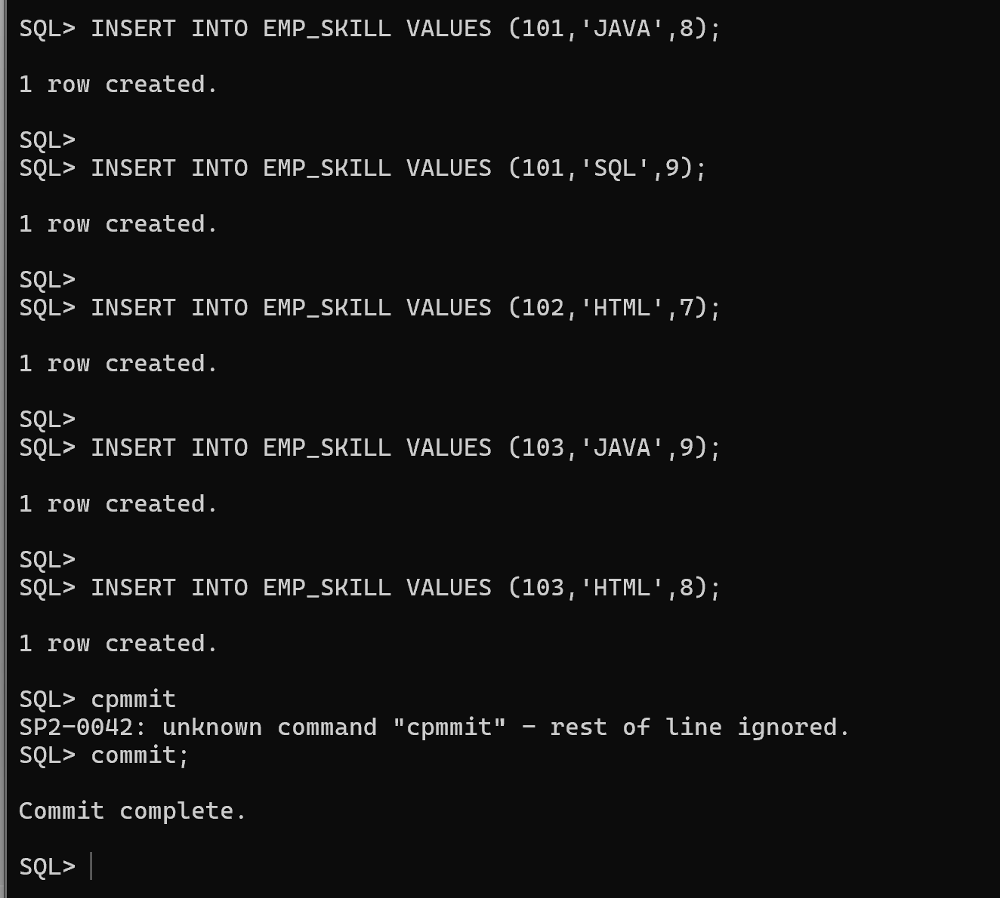 SQL> INSERT INTO EMP_SKILL VALUES (101,'JAVA',8);
1 row created.
SQL>
SQL> INSERT INTO EMP_SKILL VALUES (101,'SQL',9);
1 row created.
SQL>
SQL> INSERT INTO EMP_SKILL VALUES (102,'HTML',7);
1 row created.
SQL>
SQL> INSERT INTO EMP_SKILL VALUES (103,'JAVA',9);
1 row created.
SQL>
SQL> INSERT INTO EMP_SKILL VALUES (103,'HTML',8);
1 row created.
SQL> cpmmit
SP2-0042: unknown command "cpmmit" - rest of line ignored.
SQL> commit;
Commit complete.
SQL>